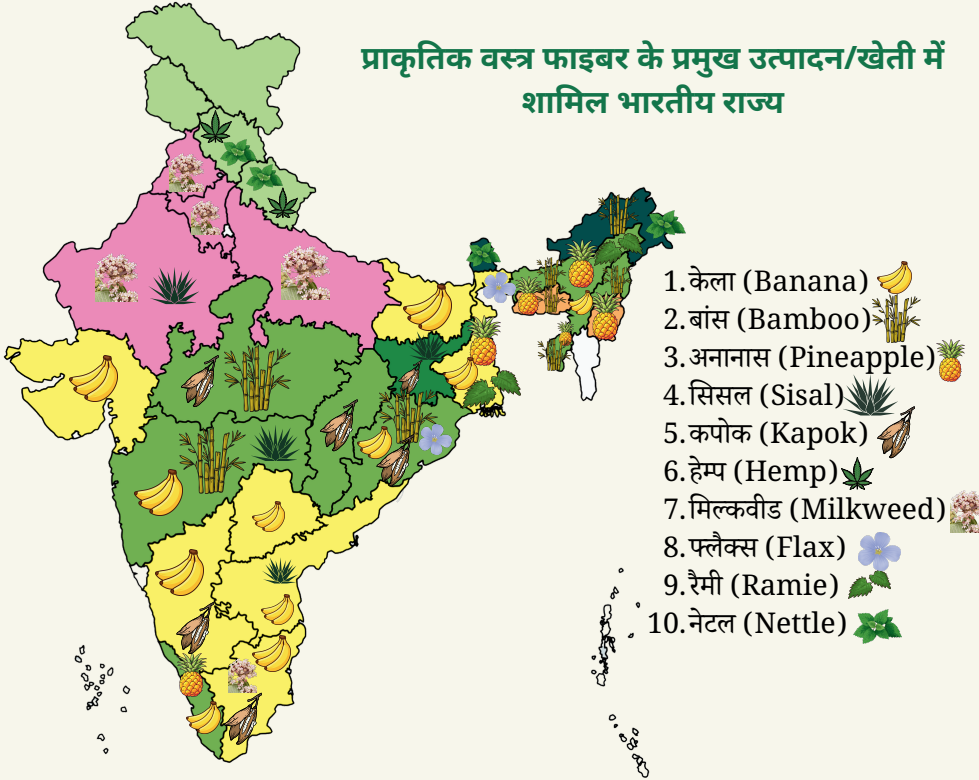 प्राकृतिक वस्त्र फाइबर के प्रमुख उत्पादन/खेती में
शामिल भारतीय राज्य
1.केला (Banana)
2.बांस (Bamboo)
3.अनानास (Pineapple)
4.सिसल (Sisal)
5.कपोक (Kapok)
6.हेम्प (Hemp)
7.मिल्कवीड (Milkweed)
8.फ्लैक्स (Flax)
9.रैमी (Ramie)
10.नेटल (Nettle)